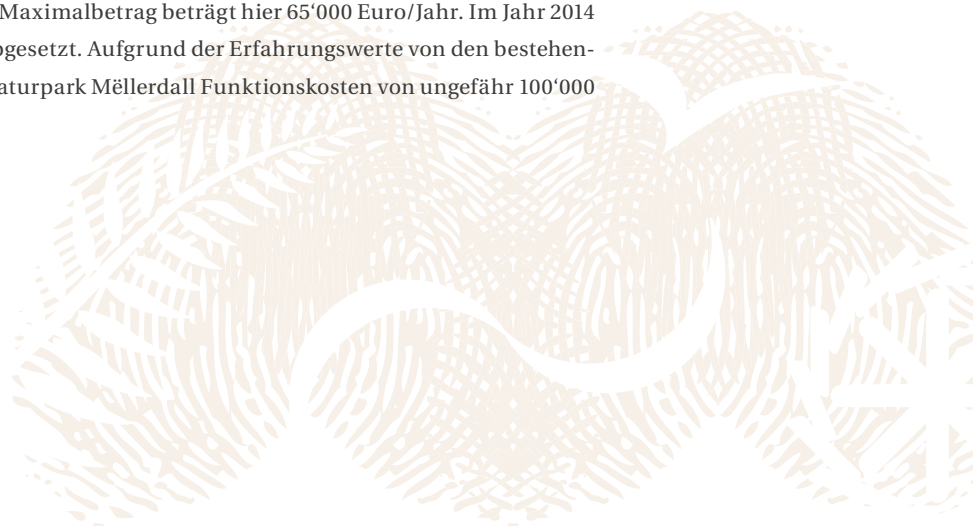 Maximalbetrag beträgt hier 65‘000 Euro/Jahr. Im Jahr 2014
ogesetzt. Aufgrund der Erfahrungswerte von den bestehen-
aturpark Mëllerdall Funktionskosten von ungefähr 100‘000